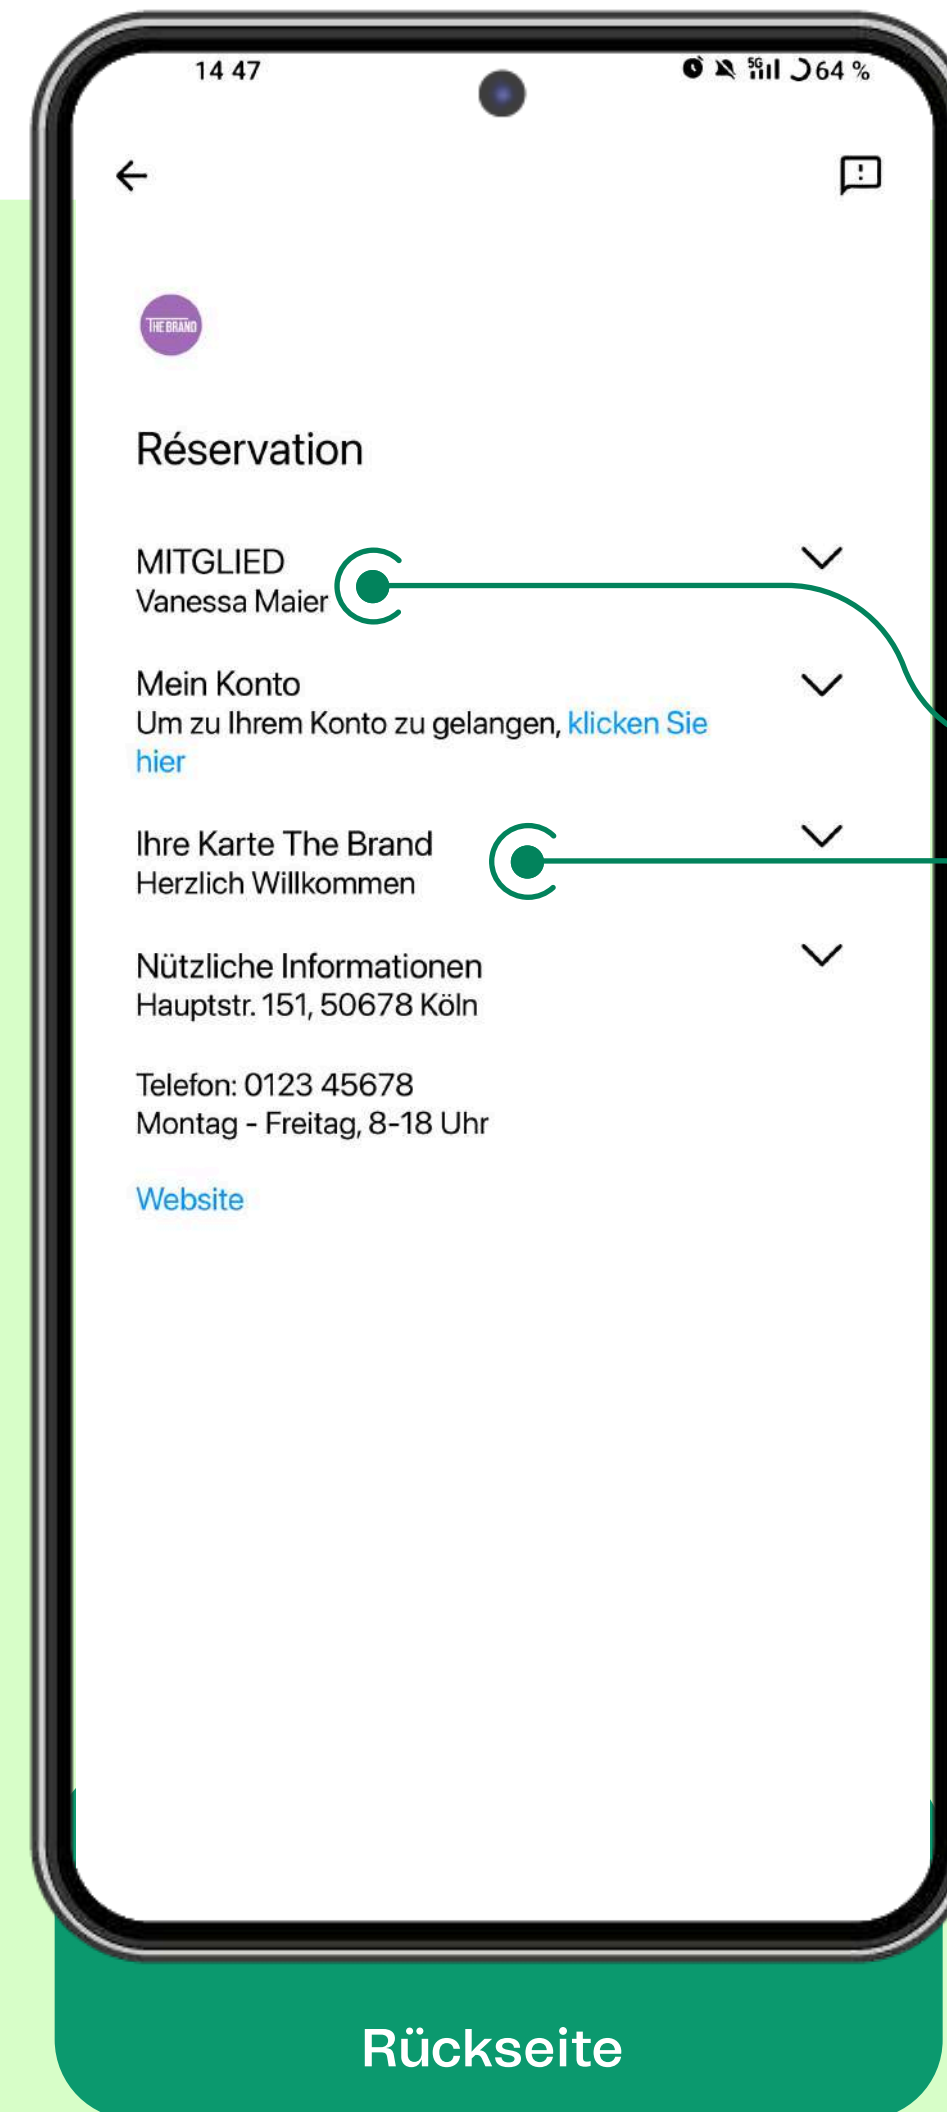 14 47
5G 64 %
THE BRAND
Réservation
MITGLIED
Vanessa Maier
Mein Konto
Um zu Ihrem Konto zu gelangen, klicken Sie
hier
Ihre Karte The Brand
Herzlich Willkommen
Nützliche Informationen
Hauptstr. 151, 50678 Köln
Telefon: 0123 45678
Montag - Freitag, 8-18 Uhr
Website
Rückseite